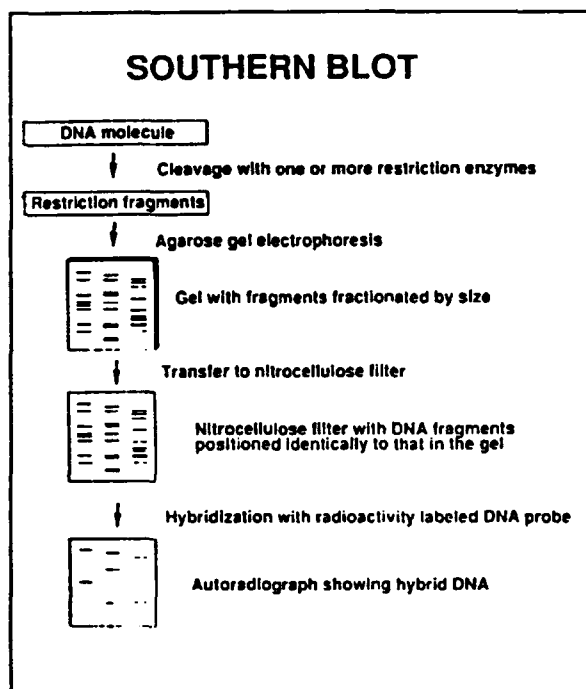 SOUTHERN BLOT
DNA molecule
Cleavage with one or more restriction enzymes
Restriction fragments
Agarose gel electrophoresis
Gel with fragments fractionated by size
Transfer to nitrocellulose filter
Nitrocellulose filter with DNA fragments
positioned identically to that in the gel
Hybridization with radioactivity labeled DNA probe
Autoradiograph showing hybrid DNA